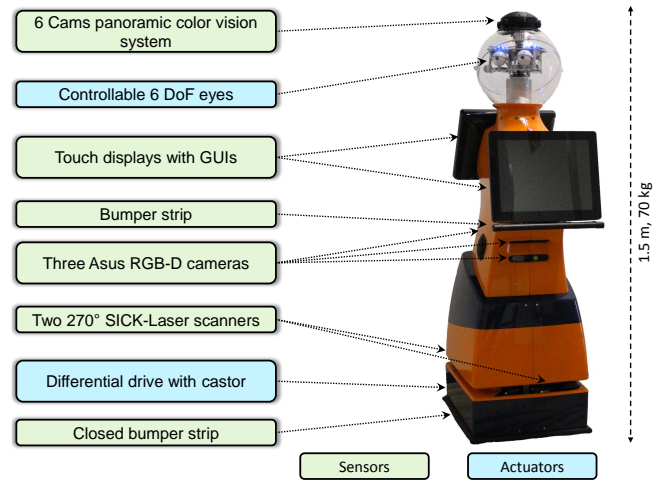 6 Cams panoramic color vision
system
Controllable 6 DoF eyes
Touch displays with GUIs
Bumper strip
Three Asus RGB-D cameras
Two 270° SICK-Laser scanners
Differential drive with castor
Closed bumper strip
1.5 m, 70 kg
Sensors
Actuators